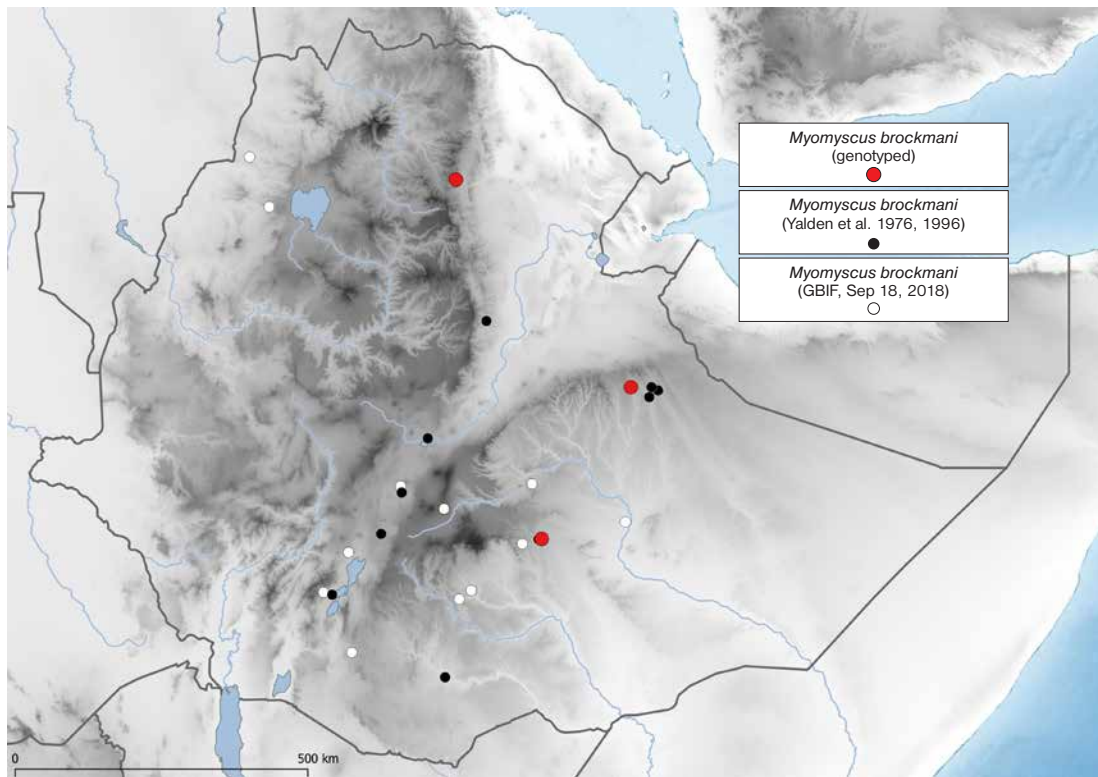 Myomyscus brockmani
(genotyped)
Myomyscus brockmani
(Yalden et al. 1976, 1996)
Myomyscus brockmani
(GBIF, Sep 18, 2018)
0 500 km